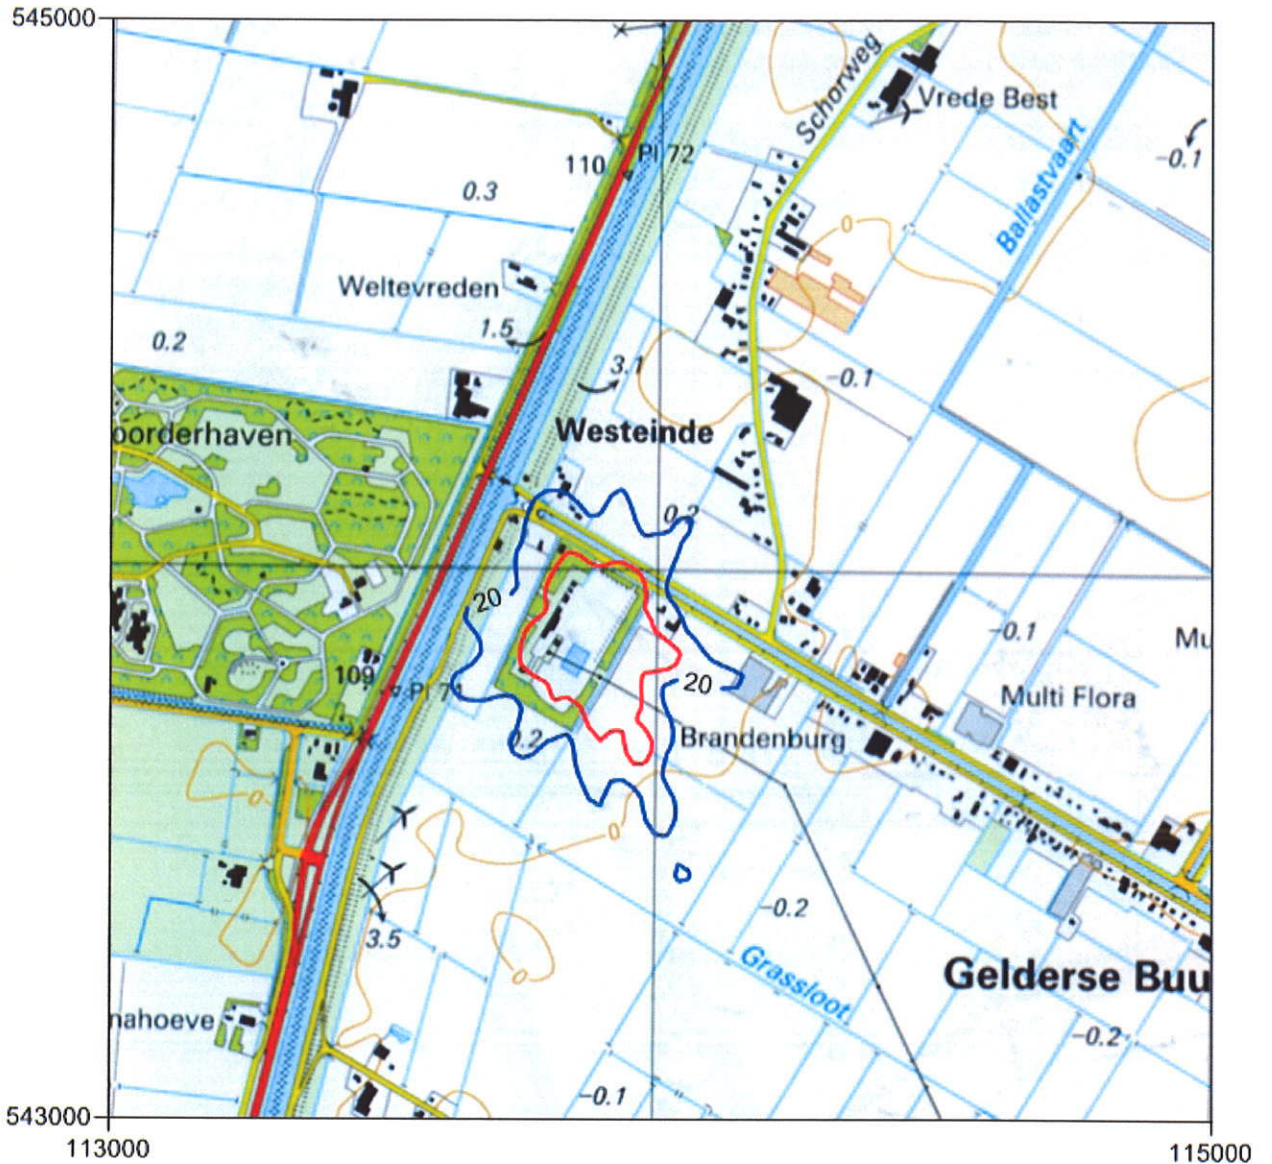 545000
Schorweg
Vrede Best
Pl 72
110
-0.1
0.3
Ballastvaart
0
Weltevreden
1.5
0.2
3.1
-0.1
oorderhaven
Westeinde
0.2
20
-0.1
Mu
109
Pl 71
20
Multi Flora
0.2
Brandenburg
0
0
-0.2
3.5
0
Grassloot
Gelderse Buu
nahoeve
-0.2
-0.1
543000
113000
115000